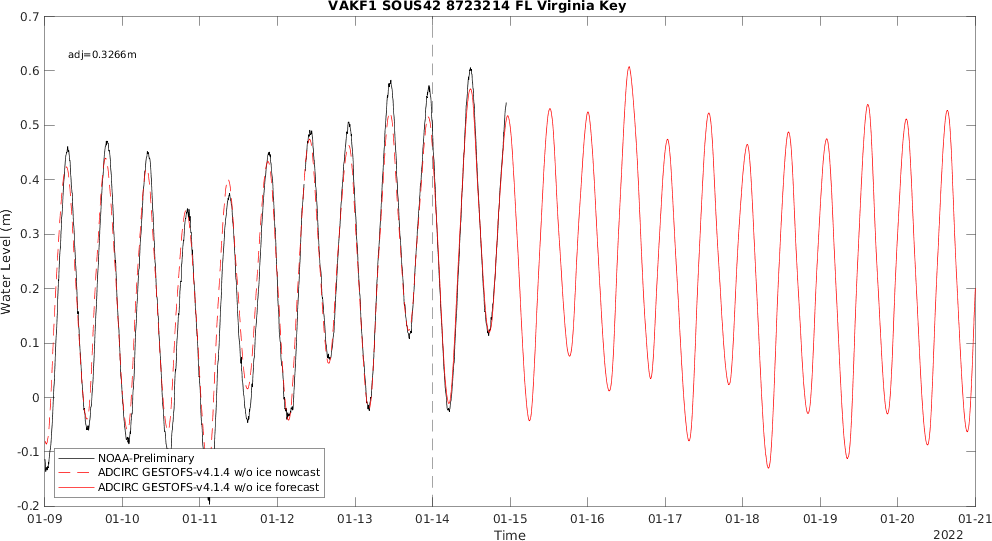 VAKF1 SOUS42 8723214 FL Virginia Key
0.7
adj=0.3266m
0.6
0.5
0.4
0.3
0.2
0.1
0
-0.1
-0.2
Water Level (m)
NOAA-Preliminary
ADCIRC GESTOFS-v4.1.4 w/o ice nowcast
ADCIRC GESTOFS-v4.1.4 w/o ice forecast
01-09 01-10 01-11 01-12 01-13 01-14 01-15 01-16 01-17 01-18 01-19 01-20 01-21
Time
2022